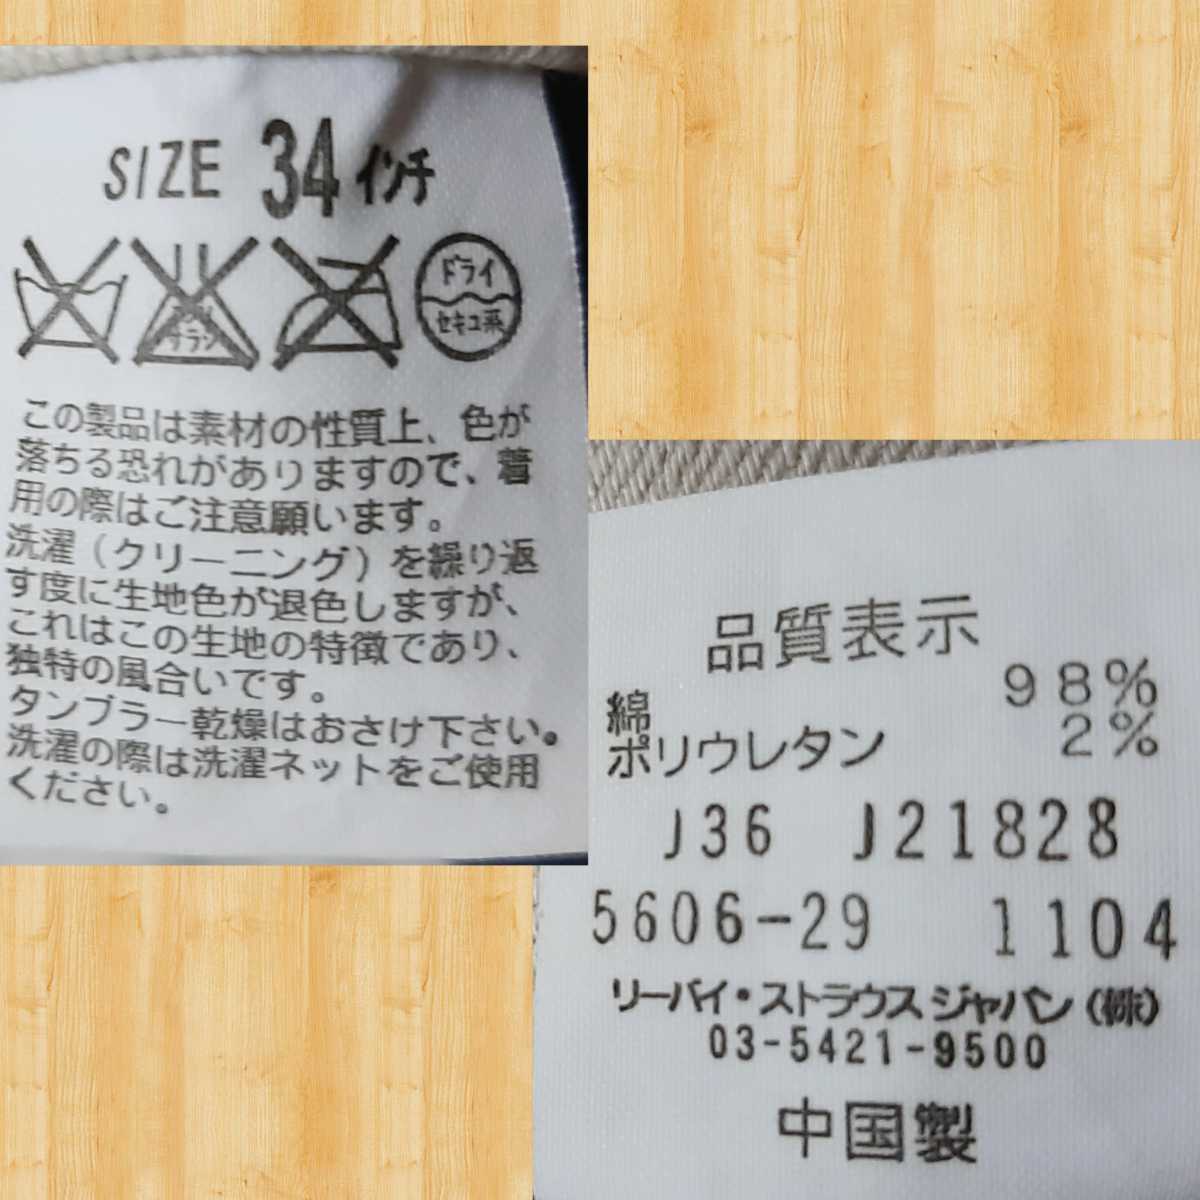 SIZE 34 インチ
ドライ
セキユ系
この製品は素材の性質上、色が
落ちる恐れがありますので、着
用の際はご注意願います。
洗濯(クリーニング)を繰り返
す度に生地色が退色しますが、
これはこの生地の特徴であり、
独特の風合いです。
タンブラー乾燥はおさけ下さい。
洗濯の際は洗濯ネットをご使用
ください。
品質表示
綿 98%
ポリウレタン 2%
J36 J21828
5606-29 1104
リーバイ・ストラウス ジャパン(株)
03-5421-9500
中国製